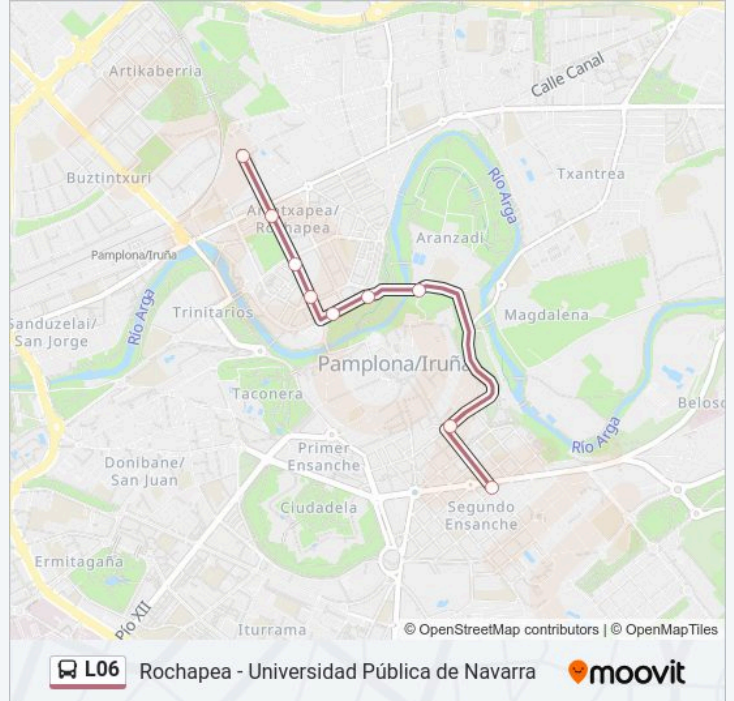 Artikaberria
Calle Canal
Buztintxuri
Txantrea
Río Arga
Arrotxapea/
Rochapea
Aranzadi
Pamplona/Iruña
Sanduzelai/
San Jorge
Río Arga
Trinitarios
Magdalena
Pamplona/Iruña
Taconera
Beloso
Río Arga
Primer
Ensanche
Donibane/
San Juan
Ciudadela
Segundo
Ensanche
Ermitagaña
Pío XII
Iturrama
© OpenStreetMap contributors | © OpenMapTiles
L06 Rochapea - Universidad Pública de Navarra moovit